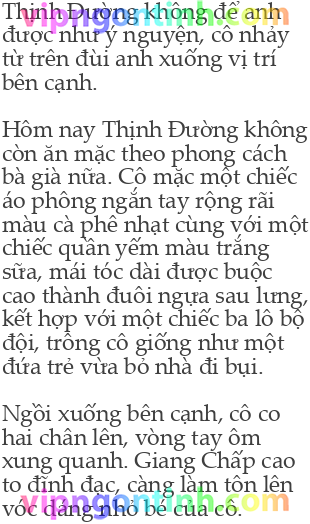 Thịnh Đường không để anh
được như ý nguyện, cô nhảy
từ trên đùi anh xuống vị trí
bên cạnh.
Hôm nay Thịnh Đường không
còn ăn mặc theo phong cách
bà già nữa. Cô mặc một chiếc
áo phông ngắn tay rộng rãi
màu cà phê nhạt cùng với một
chiếc quần yếm màu trắng
sữa, mái tóc dài được buộc
cao thành đuôi ngựa sau lưng,
kết hợp với một chiếc ba lô bộ
đội, trông cô giống như một
đứa trẻ vừa bỏ nhà đi bụi.
Ngồi xuống bên cạnh, cô co
hai chân lên, vòng tay ôm
xung quanh. Giang Chấp cao
to đĩnh đạc, càng làm tôn lên
vóc dáng nhỏ bé của cô.
vipngontinh.com
vipngontinh.com